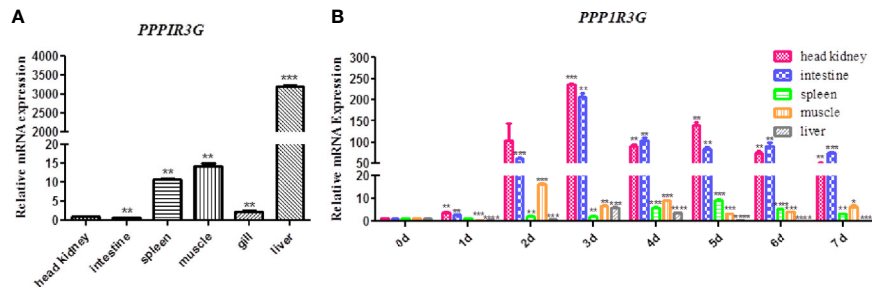 A
PPPIR3G
Relative mRNA expression
4000
3500
3000
2500
2000
20
15
10
5
0
**
**
**
**
***
head kidney
intestine
spleen
muscle
gill
liver
B
PPP1R3G
Relative mRNA Expression
300
250
200
150
100
50
20
10
0
head kidney
intestine
spleen
muscle
liver
** ** *** ****
*** ** *** ***
*** ** ** ** ***
** ** *** *** ****
** ** *** *** ****
** ** *** *** ****
** *** ** * ***
0d
1d
2d
3d
4d
5d
6d
7d